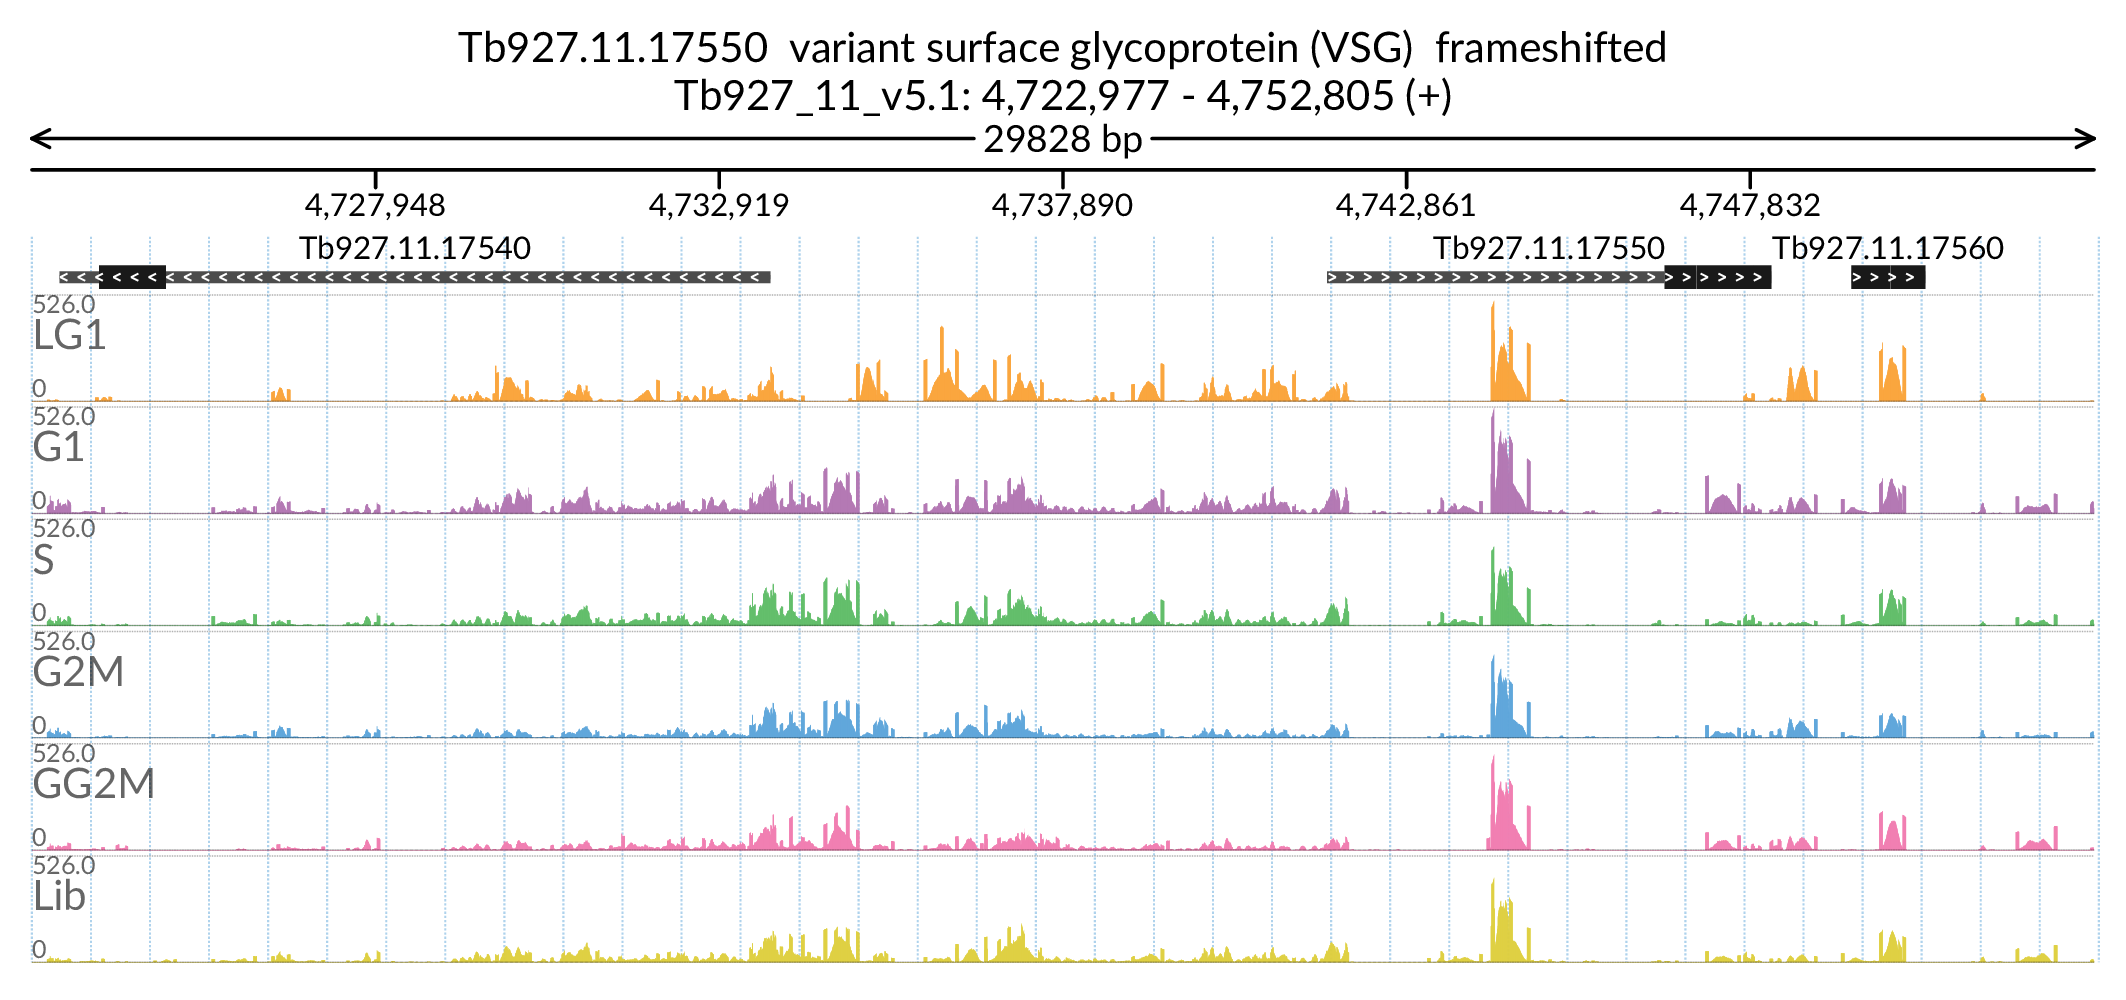 Tb927.11.17550  variant surface glycoprotein (VSG)  frameshifted
Tb927_11_v5.1: 4,722,977 - 4,752,805 (+)
29828 bp
4,727,948 4,732,919 4,737,890 4,742,861 4,747,832
Tb927.11.17540 Tb927.11.17550 Tb927.11.17560
526.0
LG1
0
526.0
G1
0
526.0
S
0
526.0
G2M
0
526.0
GG2M
0
526.0
Lib
0